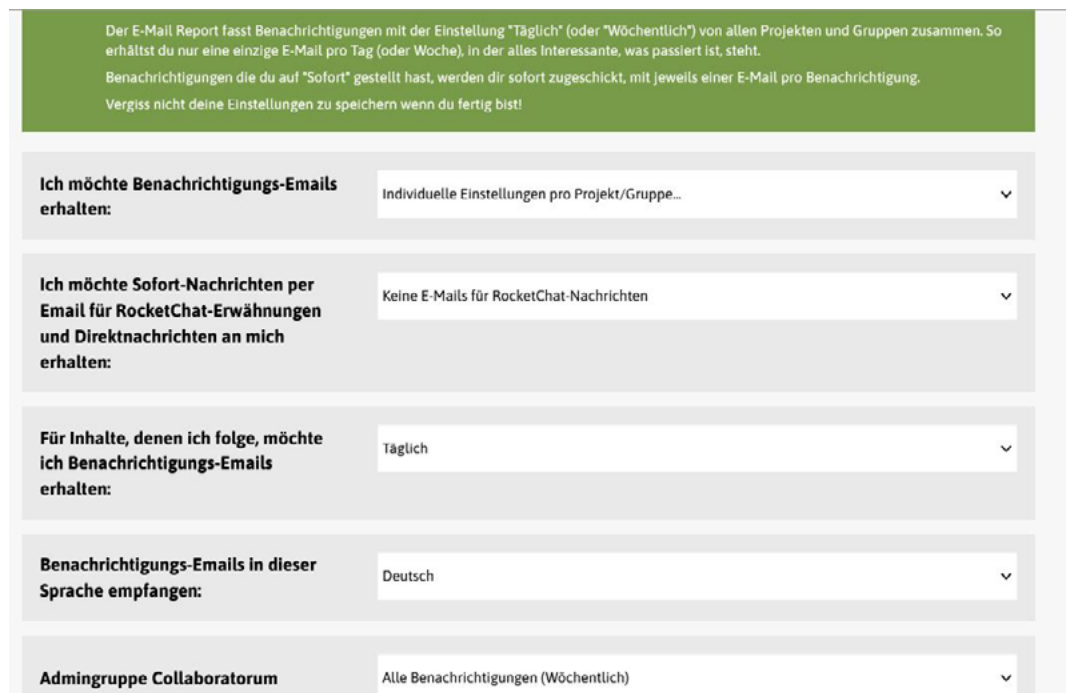 Der E-Mail Report fasst Benachrichtigungen mit der Einstellung "Täglich" (oder "Wöchentlich") von allen Projekten und Gruppen zusammen. So
erhältst du nur eine einzige E-Mail pro Tag (oder Woche), in der alles Interessante, was passiert ist, steht.
Benachrichtigungen die du auf "Sofort" gestellt hast, werden dir sofort zugeschickt, mit jeweils einer E-Mail pro Benachrichtigung.
Vergiss nicht deine Einstellungen zu speichern wenn du fertig bist!
Ich möchte Benachrichtigungs-Emails
erhalten:
Individuelle Einstellungen pro Projekt/Gruppe...
Ich möchte Sofort-Nachrichten per
Email für RocketChat-Erwähnungen
und Direktnachrichten an mich
erhalten:
Keine E-Mails für RocketChat-Nachrichten
Für Inhalte, denen ich folge, möchte
ich Benachrichtigungs-Emails
erhalten:
Täglich
Benachrichtigungs-Emails in dieser
Sprache empfangen:
Deutsch
Admingruppe Collaboratorum
Alle Benachrichtigungen (Wöchentlich)